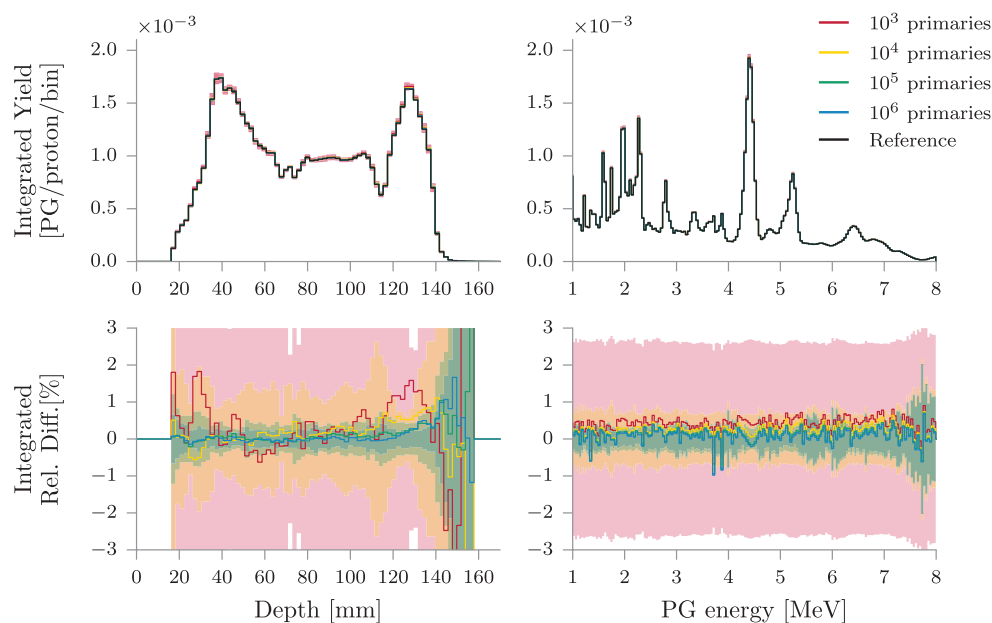 ×10⁻³
×10⁻³
10³ primaries
10⁴ primaries
10⁵ primaries
10⁶ primaries
Reference
Integrated Yield
[PG/proton/bin]
2.0
1.5
1.0
0.5
0.0
0 20 40 60 80 100 120 140 160
2.0
1.5
1.0
0.5
0.0
1 2 3 4 5 6 7 8
Integrated
Rel. Diff.[%]
3
2
1
0
−1
−2
−3
0 20 40 60 80 100 120 140 160
Depth [mm]
3
2
1
0
−1
−2
−3
1 2 3 4 5 6 7 8
PG energy [MeV]